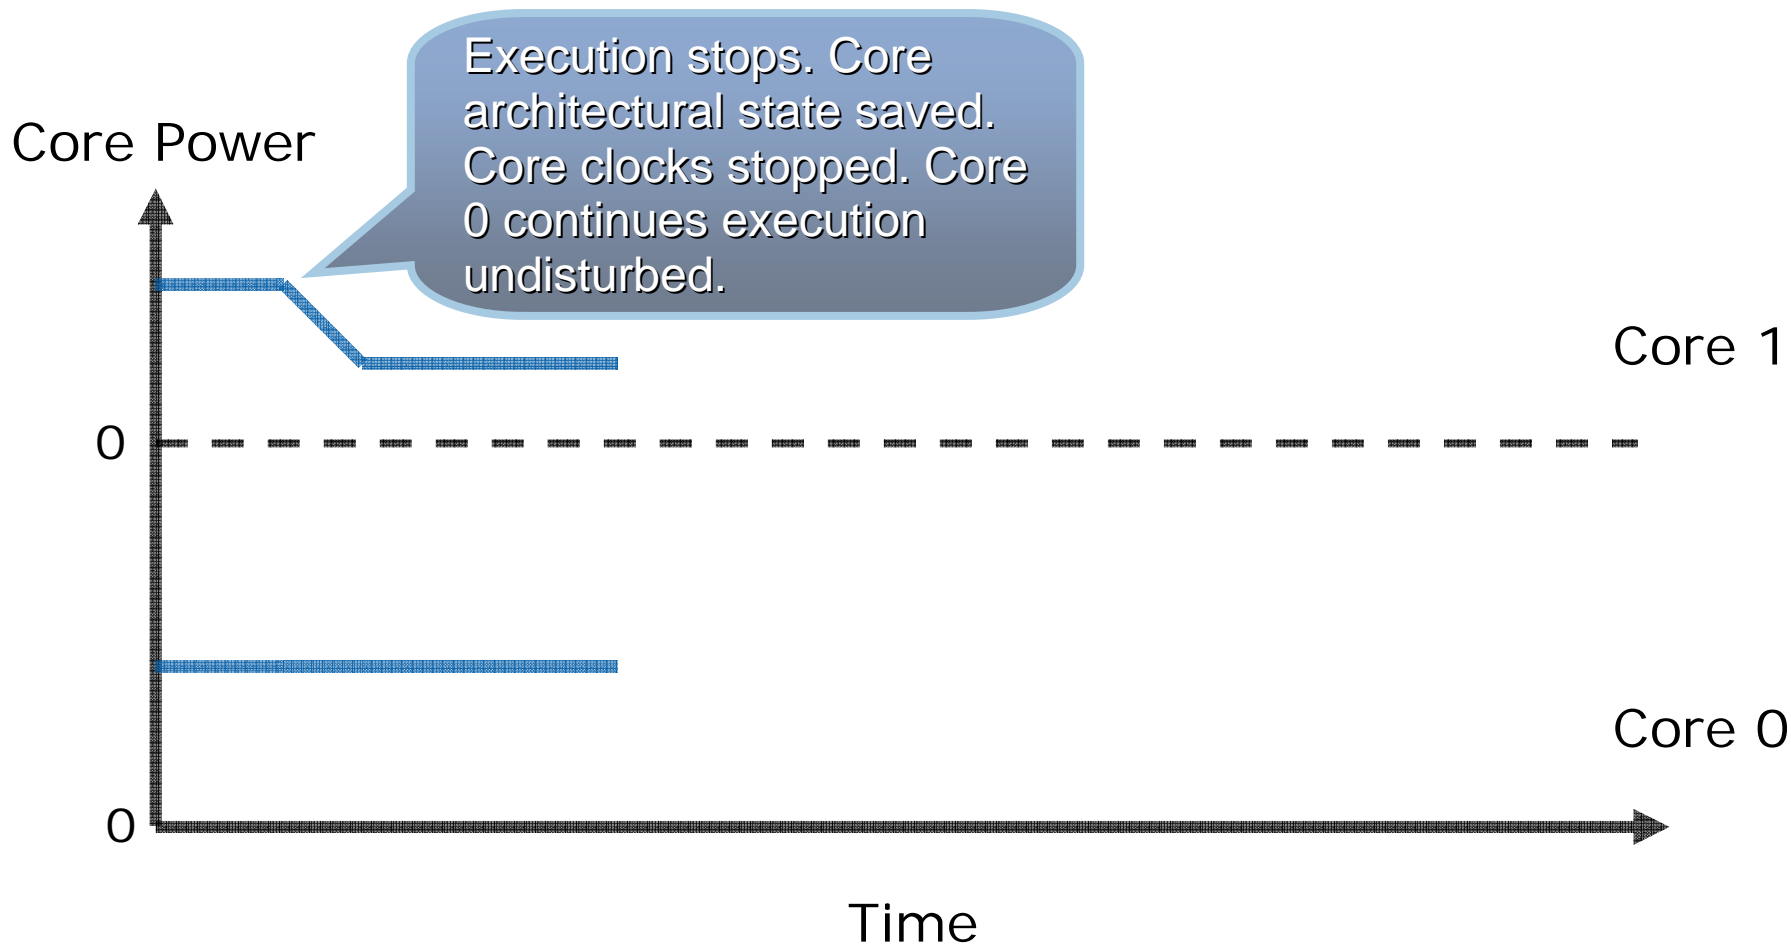 Execution stops. Core
architectural state saved.
Core clocks stopped. Core
0 continues execution
undisturbed.
Core Power
Core 1
0
Core 0
0
Time